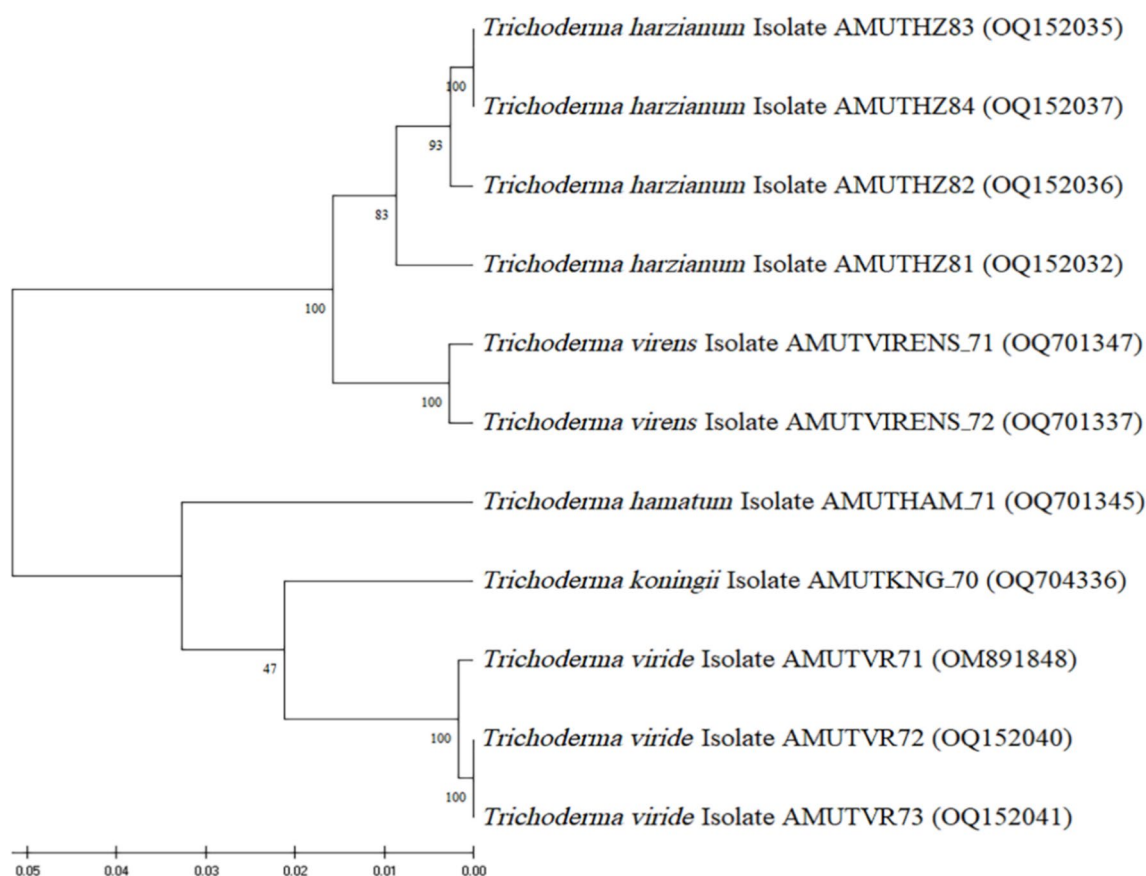 Trichoderma harzianum Isolate AMUTHZ83 (OQ152035)
100
Trichoderma harzianum Isolate AMUTHZ84 (OQ152037)
93
Trichoderma harzianum Isolate AMUTHZ82 (OQ152036)
83
Trichoderma harzianum Isolate AMUTHZ81 (OQ152032)
100
Trichoderma virens Isolate AMUTVIRENS_71 (OQ701347)
100
Trichoderma virens Isolate AMUTVIRENS_72 (OQ701337)
Trichoderma hamatum Isolate AMUTHAM_71 (OQ701345)
Trichoderma koningii Isolate AMUTKNG_70 (OQ704336)
47
Trichoderma viride Isolate AMUTVR71 (OM891848)
100
Trichoderma viride Isolate AMUTVR72 (OQ152040)
100
Trichoderma viride Isolate AMUTVR73 (OQ152041)
0.05 0.04 0.03 0.02 0.01 0.00